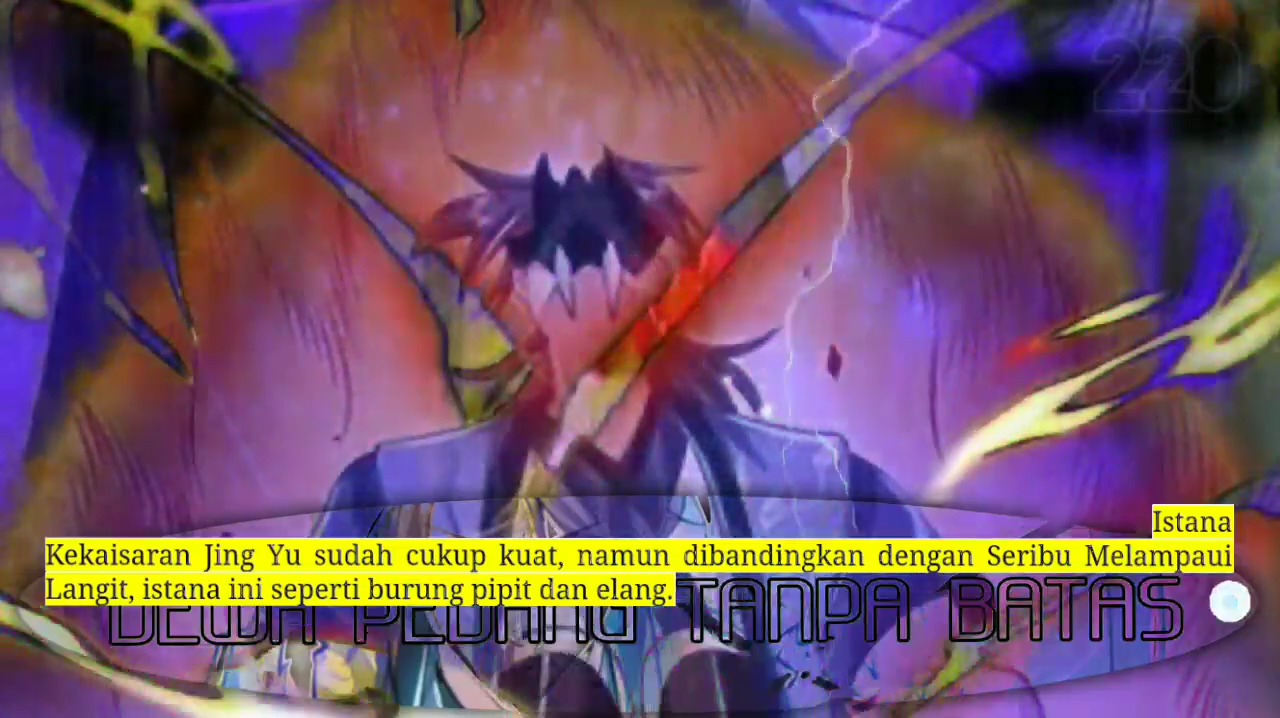 220
Istana
Kekaisaran Jing Yu sudah cukup kuat, namun dibandingkan dengan Seribu Melampaui
Langit, istana ini seperti burung pipit dan elang.
DEWA PEDANG TANPA BATAS